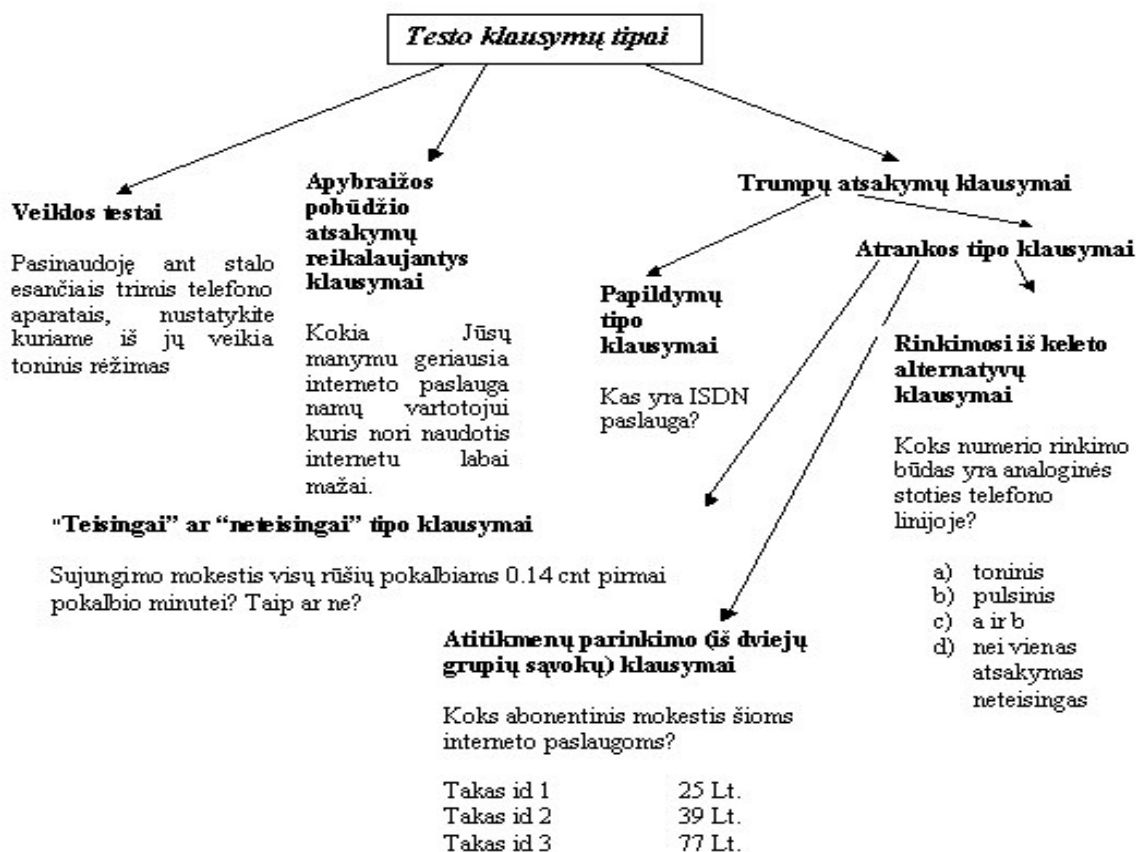 Testo klausymų tipai
Veiklos testai
Pasinaudoję ant stalo
esančiais trimis telefono
aparatais, nustatykite
kuriame iš jų veikia
toninis rėžimas
Apybraižos
pobūdžio
atsakymų
reikalaujantys
klausymai
Kokia Jūsų
manymu geriausia
interneto paslauga
namų vartotojui
kuris nori naudotis
internetu labai
mažai.
Trumpų atsakymų klausymai
Papildymų
tipo
klausymai
Kas yra ISDN
paslauga?
Atrankos tipo klausymai
Rinkimosi iš keleto
alternatyvų
klausymai
Koks numerio rinkimo
būdas yra analoginės
stoties telefono
linijoje?
a) toninis
b) pulsinis
c) a ir b
d) nei vienas
atsakymas
neteisingas
"Teisingai” ar “neteisingai” tipo klausymai
Sujungimo mokestis visų rūšių pokalbiams 0.14 cnt pirmai
pokalbio minutei? Taip ar ne?
Atitikmenų parinkimo (iš dviejų
grupių sąvokų) klausymai
Koks abonentinis mokestis šioms
interneto paslaugoms?
Takas id 1 25 Lt.
Takas id 2 39 Lt.
Takas id 3 77 Lt.